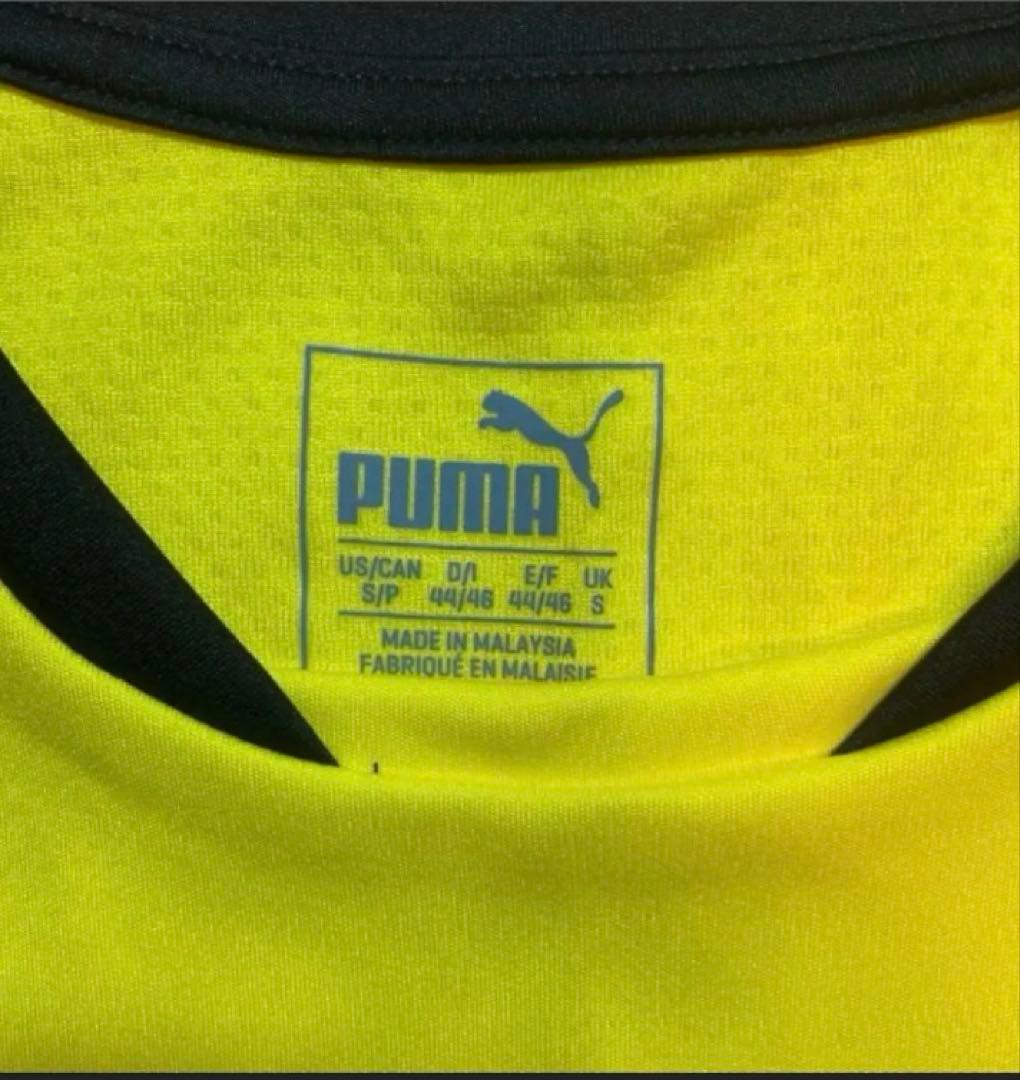 PUMA
US/CAN D/I E/F UK
S/P 44/46 44/46 S
MADE IN MALAYSIA
FABRIQUÉ EN MALAISIE